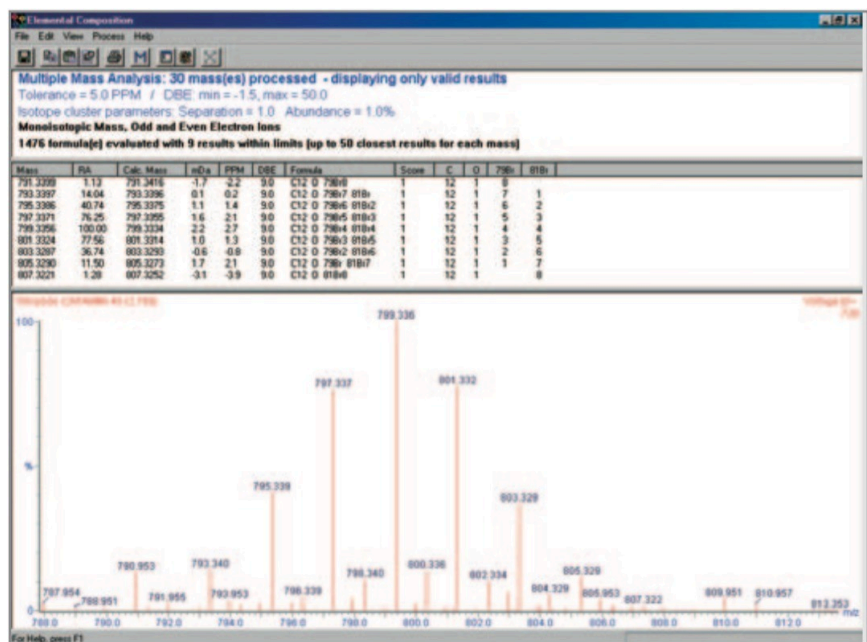 Elemental Composition
File Edit View Process Help
Multiple Mass Analysis: 30 mass(es) processed - displaying only valid results
Tolerance = 5.0 PPM / DBE: min = -1.5, max = 50.0
Isotope cluster parameters: Separation = 1.0 Abundance = 1.0%
Monoisotopic Mass, Odd and Even Electron Ions
1476 formula(e) evaluated with 9 results within limits (up to 50 closest results for each mass)
Mass RA Calc. Mass mDa PPM DBE Formula Score C O 79Br 81Br
791.3399 1.13 791.3416 -1.7 -2.2 9.0 C12 O 79Br8 1 12 1 8
793.3397 14.04 793.3396 0.1 0.2 9.0 C12 O 79Br7 81Br 1 12 1 7 1
795.3386 40.74 795.3375 1.1 1.4 9.0 C12 O 79Br6 81Br2 1 12 1 6 2
797.3371 76.25 797.3355 1.6 2.1 9.0 C12 O 79Br5 81Br3 1 12 1 5 3
799.3356 100.00 799.3334 2.2 2.7 9.0 C12 O 79Br4 81Br4 1 12 1 4 4
801.3324 77.56 801.3314 1.0 1.3 9.0 C12 O 79Br3 81Br5 1 12 1 3 5
803.3287 36.74 803.3293 -0.6 -0.8 9.0 C12 O 79Br2 81Br6 1 12 1 2 6
805.3290 11.50 805.3273 1.7 2.1 9.0 C12 O 79Br 81Br7 1 12 1 1 7
807.3221 1.28 807.3252 -3.1 -3.9 9.0 C12 O 81Br8 1 12 1 8
799.336
100
797.337
801.332
%
795.339
803.329
790.953
793.340
798.340
800.336
805.329
787.954
788.951
791.955
793.953
796.339
802.334
804.329
805.953
807.322
809.951
810.957
812.353
0
788.0 790.0 792.0 794.0 796.0 798.0 800.0 802.0 804.0 806.0 808.0 810.0 812.0 m/z
For Help, press F1